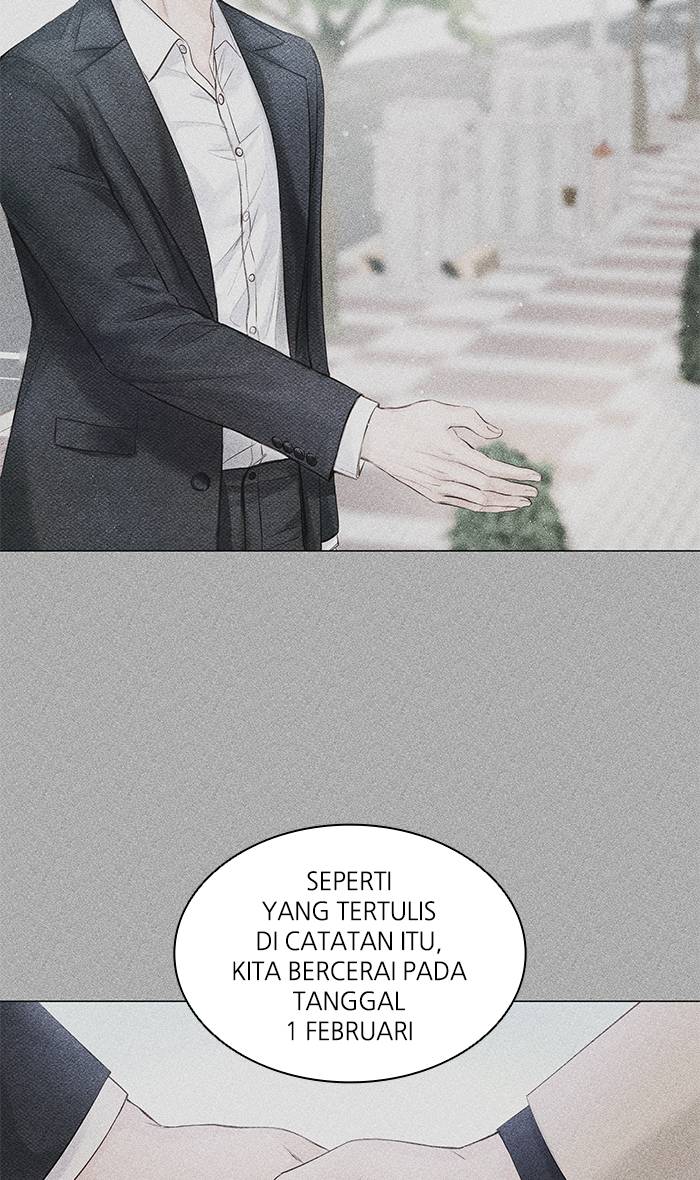 SEPERTI
YANG TERTULIS
DI CATATAN ITU,
KITA BERCERAI PADA
TANGGAL
1 FEBRUARI